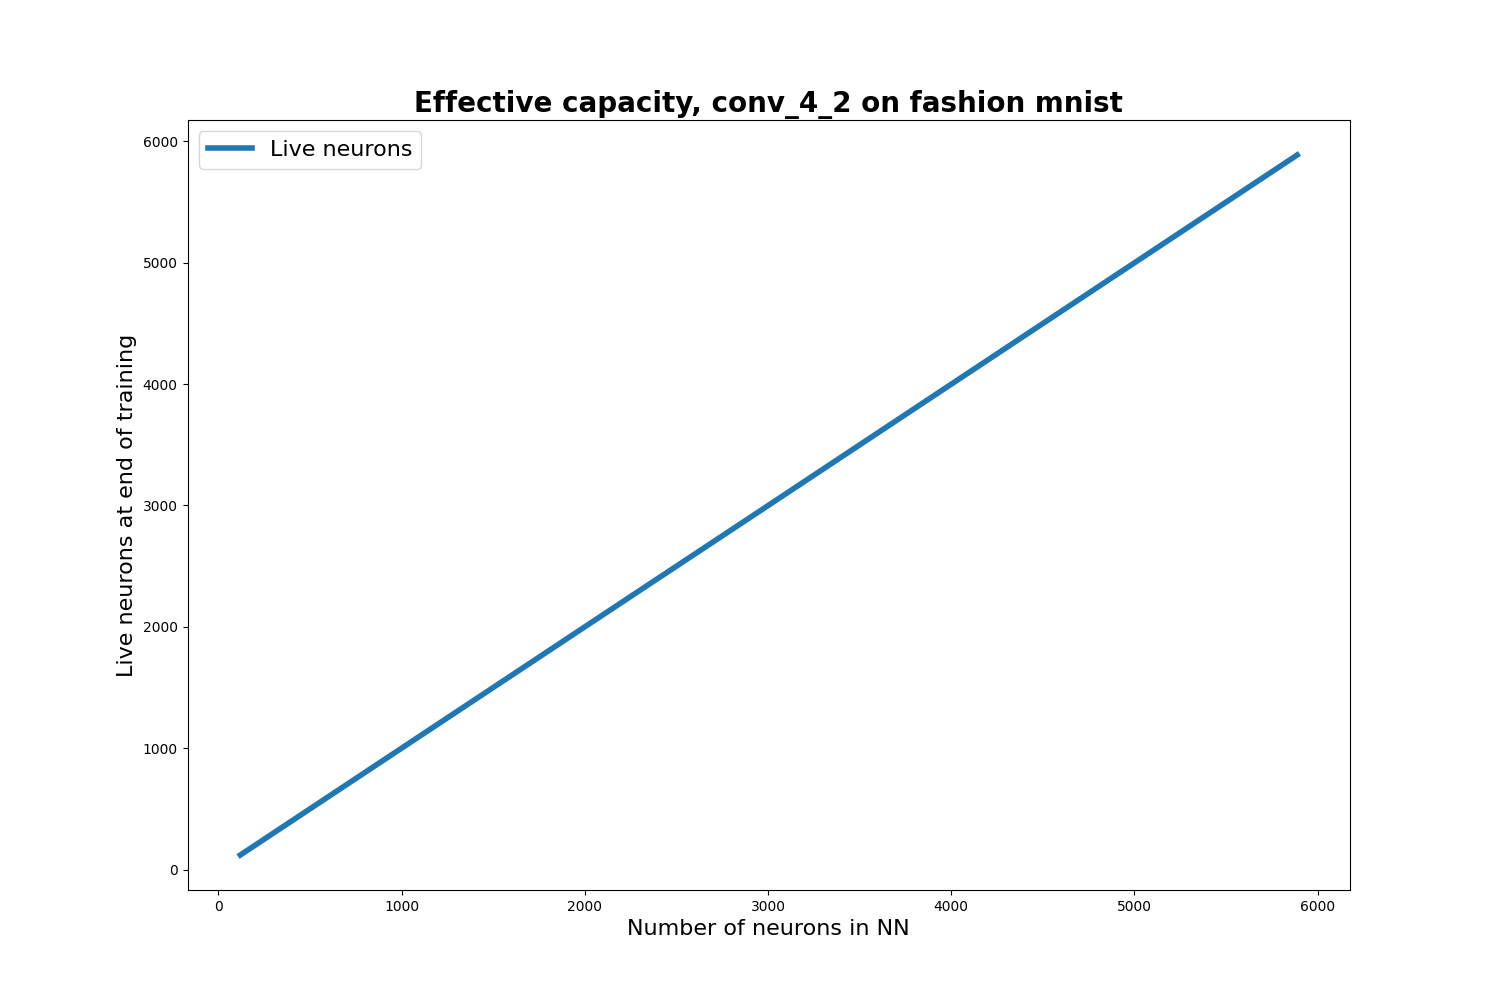 Effective capacity, conv_4_2 on fashion mnist
Live neurons
6000
5000
4000
3000
2000
1000
0
Live neurons at end of training
0 1000 2000 3000 4000 5000 6000
Number of neurons in NN